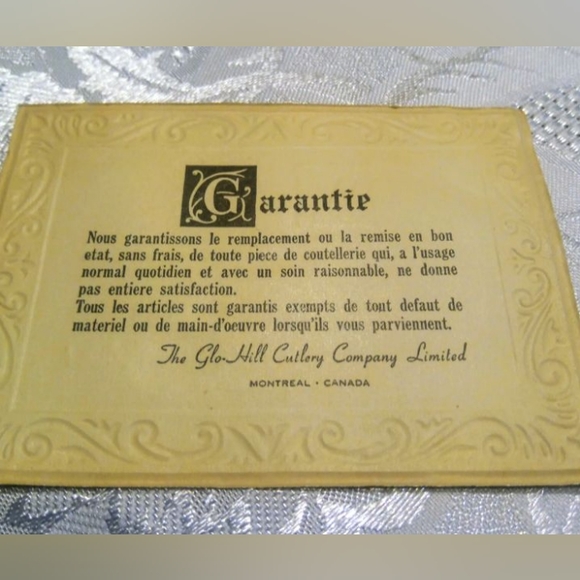 Garantie
Nous garantissons le remplacement ou la remise en bon
etat, sans frais, de toute piece de coutellerie qui, a l'usage
normal quotidien et avec un soin raisonnable, ne donne
pas entiere satisfaction.
Tous les articles sont garantis exempts de tout defaut de
materiel ou de main-d'oeuvre lorsqu'ils vous parviennent.
The Glo-Hill Cutlery Company Limited
MONTREAL · CANADA